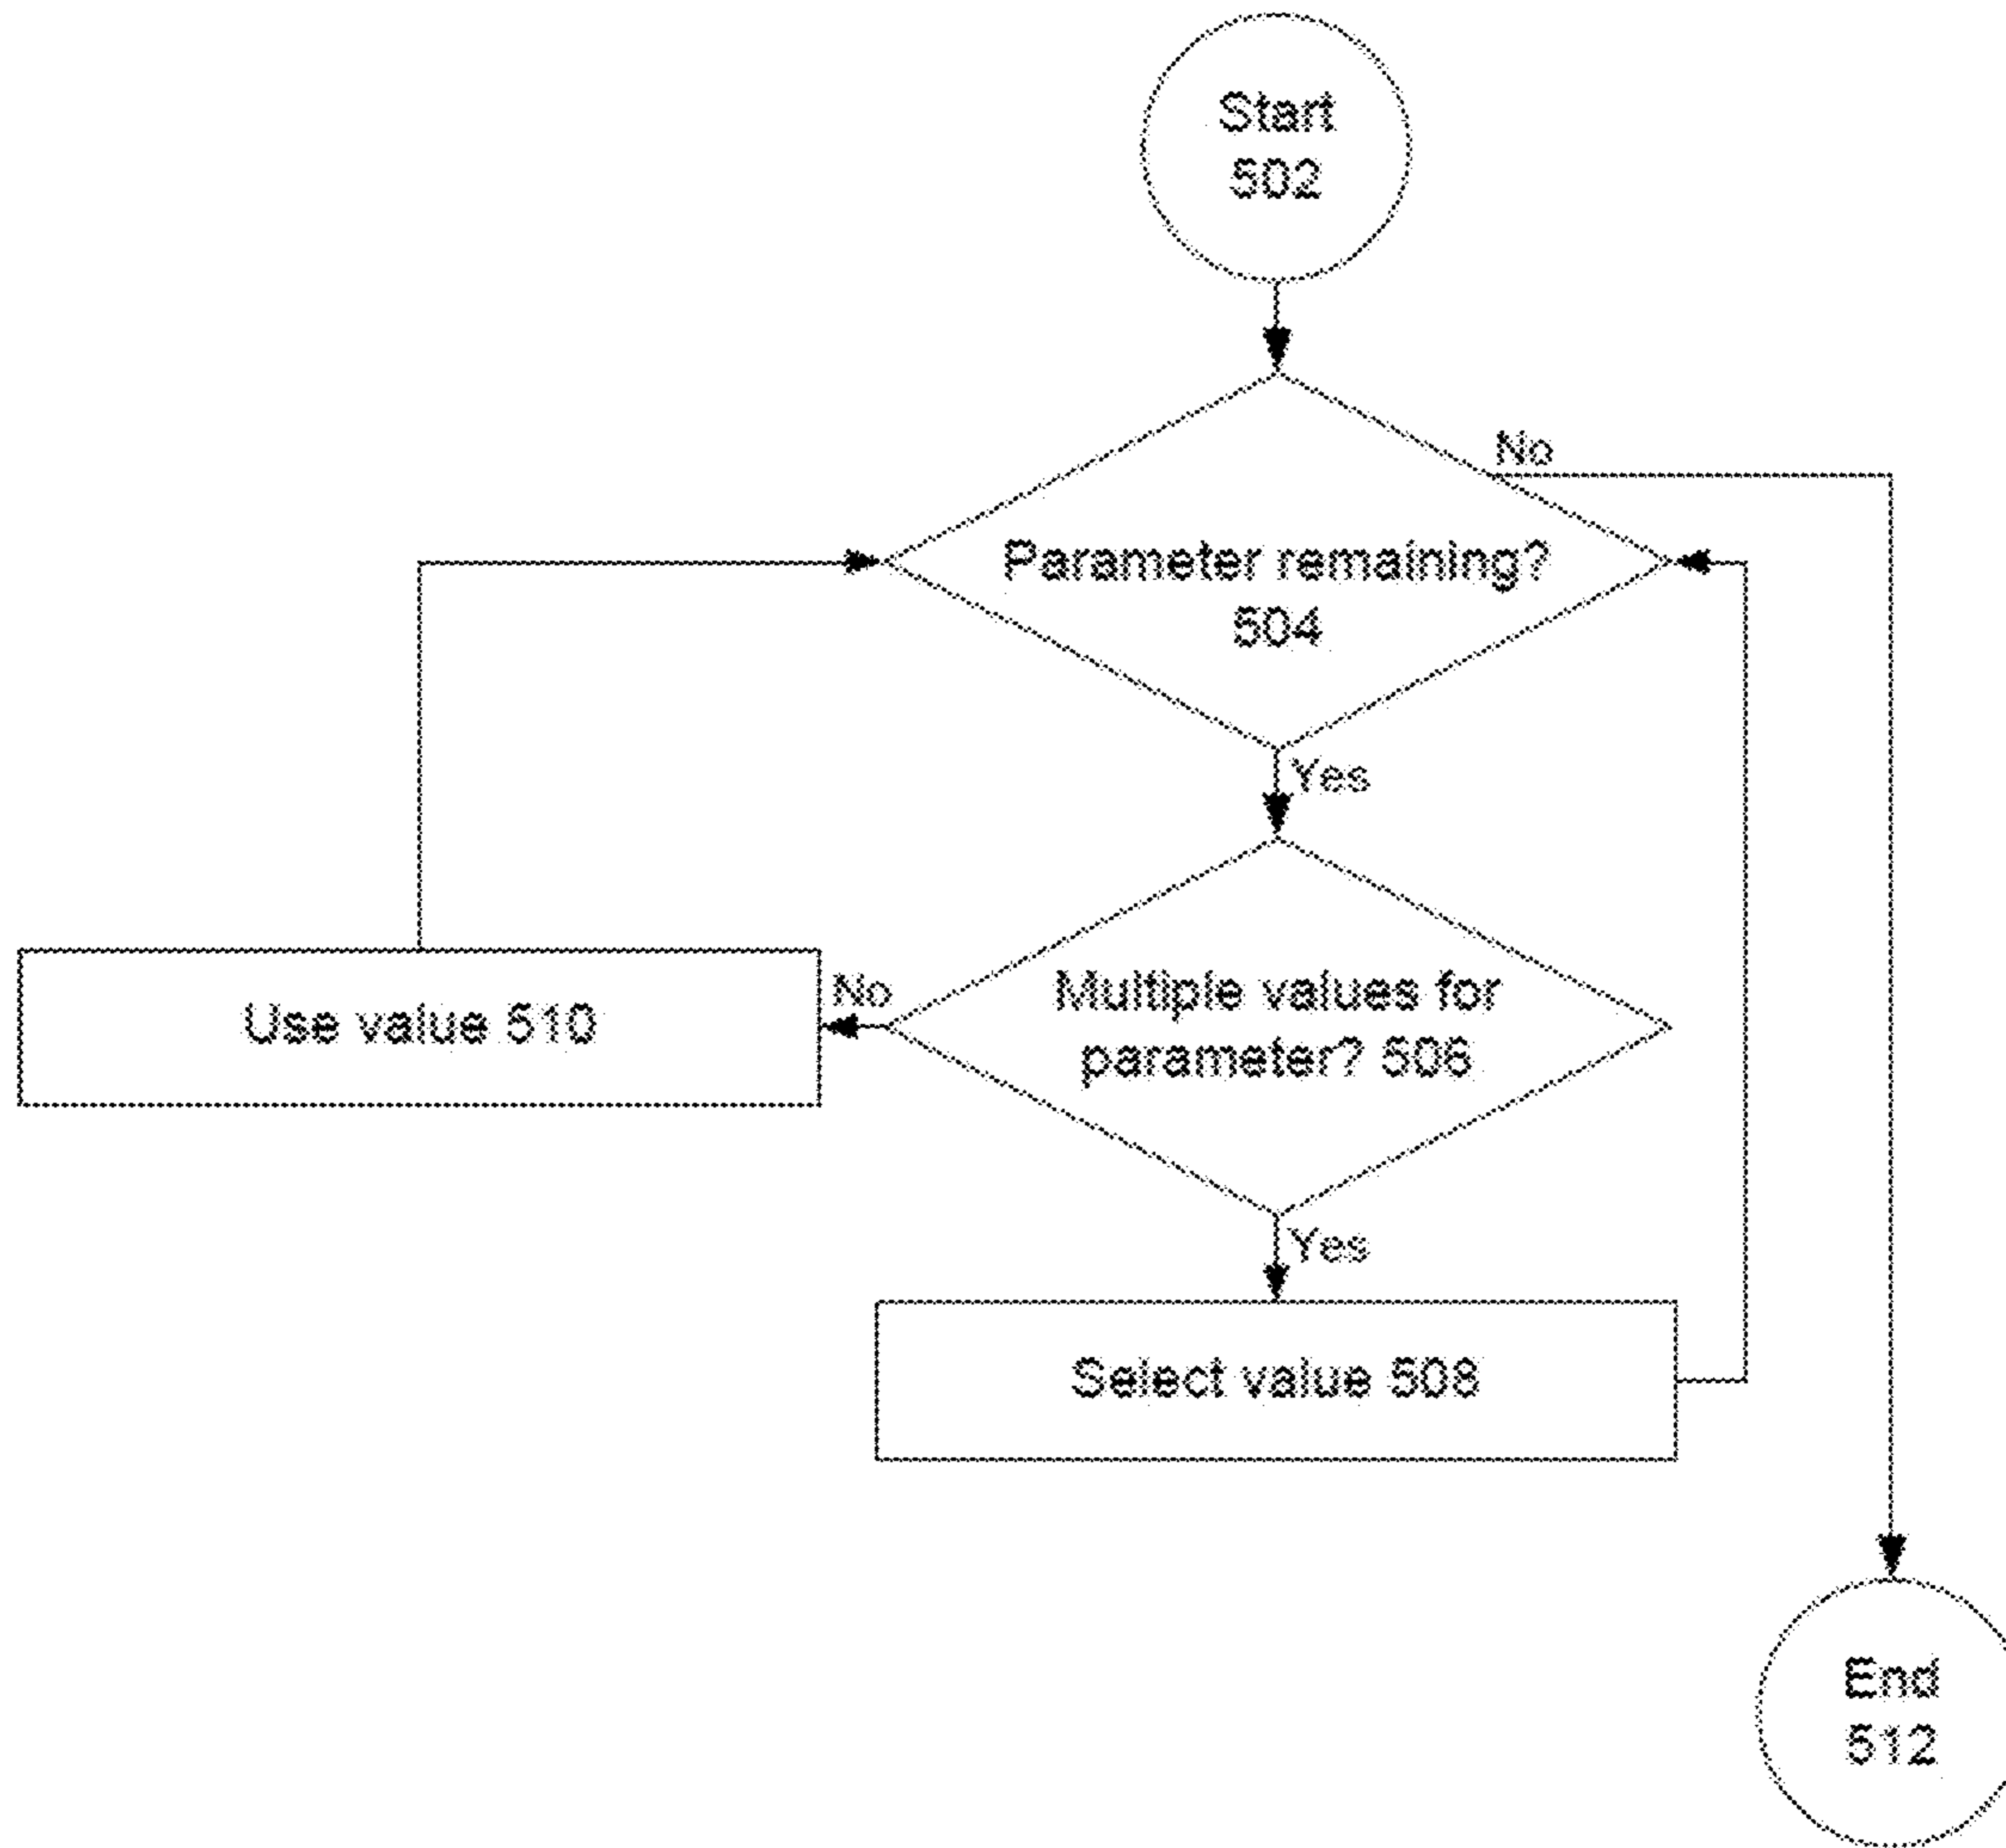 Start
502
No
Parameter remaining?
504
Yes
Multiple values for
parameter? 506
No
Use value 510
Yes
Select value 508
End
512